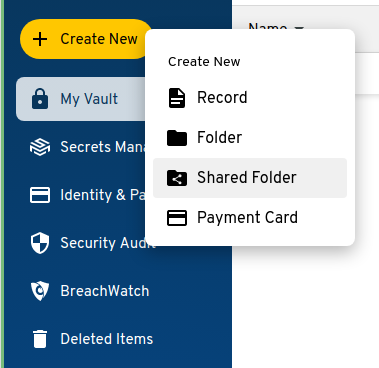 Create New
Name
Create New
My Vault
Record
Secrets Mana
Folder
Identity & Pa
Shared Folder
Security Audit
Payment Card
BreachWatch
Deleted Items